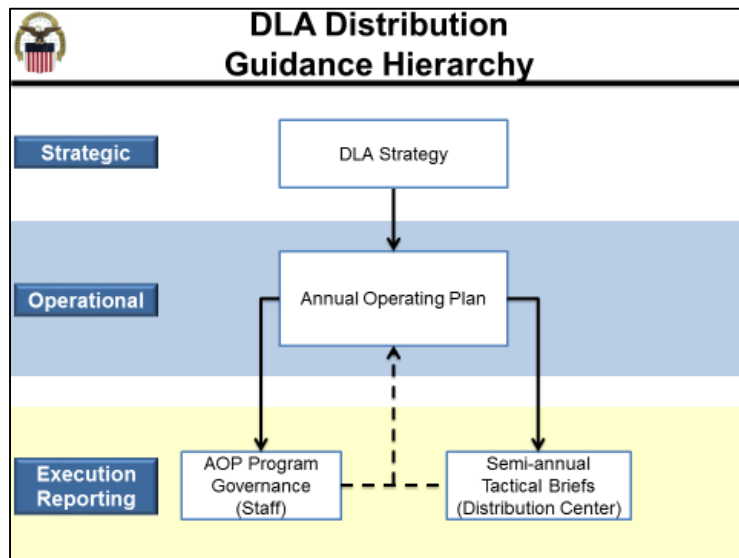 DLA Distribution
Guidance Hierarchy
Strategic
DLA Strategy
Operational
Annual Operating Plan
Execution
Reporting
AOP Program
Governance
(Staff)
Semi-annual
Tactical Briefs
(Distribution Center)